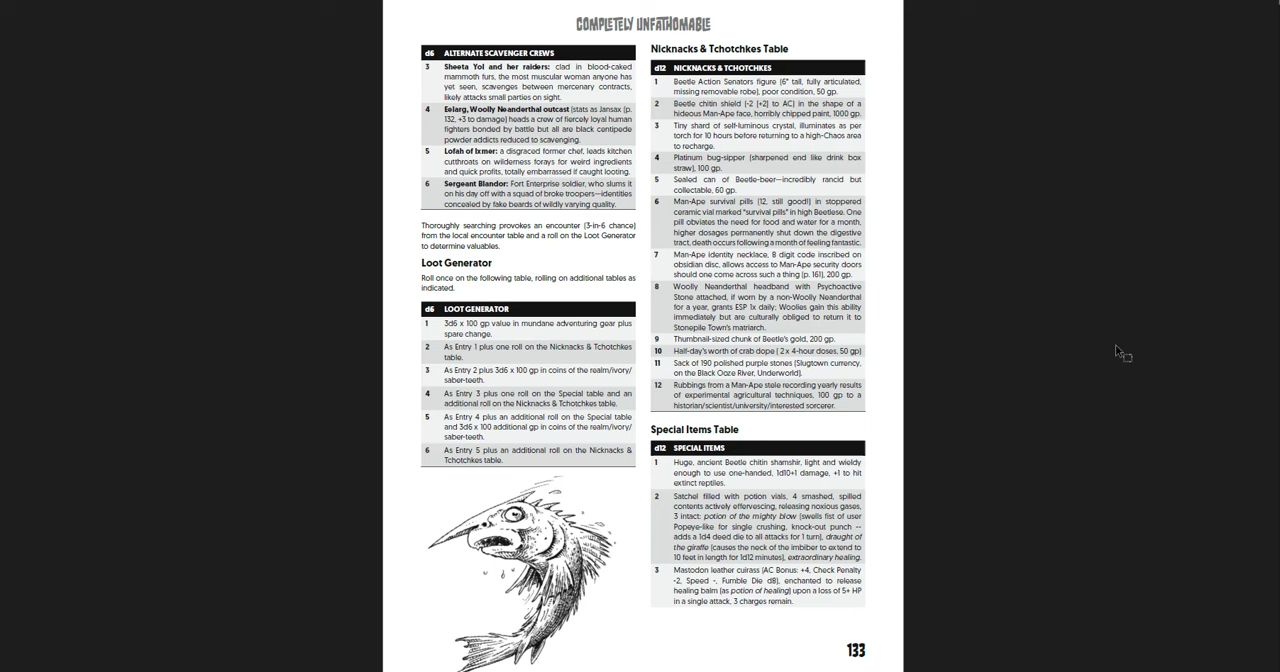 COMPLETELY UNFATHOMABLE
d6 ALTERNATE SCAVENGER CREWS
3 Sheeta Yol and her raiders: clad in blood-caked
mammoth furs, the most muscular woman anyone has
yet seen, scavenges between mercenary contracts,
likely attacks small parties on sight.
4 Eelarg, Woolly Neanderthal outcast (stats as Jansax (p.
132, +3 to damage) heads a crew of fiercely loyal human
fighters bonded by battle but all are black centipede
powder addicts reduced to scavenging.
5 Lofah of Ixmer: a disgraced former chef, leads kitchen
cutthroats on wilderness forays for weird ingredients
and quick profits, totally embarrassed if caught looting.
6 Sergeant Blandor: Fort Enterprise soldier, who slums it
on his day off with a squad of broke troopers—identities
concealed by fake beards of wildly varying quality.
Thoroughly searching provokes an encounter (3-in-6 chance)
from the local encounter table and a roll on the Loot Generator
to determine valuables.
Loot Generator
Roll once on the following table, rolling on additional tables as
indicated.
d6 LOOT GENERATOR
1 3d6 x 100 gp value in mundane adventuring gear plus
spare change.
2 As Entry 1 plus one roll on the Nicknacks & Tchotchkes
table.
3 As Entry 2 plus 3d6 x 100 gp in coins of the realm/ivory/
saber-teeth.
4 As Entry 3 plus one roll on the Special table and an
additional roll on the Nicknacks & Tchotchkes table.
5 As Entry 4 plus an additional roll on the Special table
and 3d6 x 100 additional gp in coins of the realm/ivory/
saber-teeth.
6 As Entry 5 plus an additional roll on the Nicknacks &
Tchotchkes table.
Nicknacks & Tchotchkes Table
d12 NICKNACKS & TCHOTCHKES
1 Beetle Action Senators figure (6" tall, fully articulated,
missing removable robe), poor condition, 50 gp.
2 Beetle chitin shield (-2 [+2] to AC) in the shape of a
hideous Man-Ape face, horribly chipped paint, 1000 gp.
3 Tiny shard of self-luminous crystal, illuminates as per
torch for 10 hours before returning to a high-Chaos area
to recharge.
4 Platinum bug-sipper (sharpened end like drink box
straw), 100 gp.
5 Sealed can of Beetle-beer—incredibly rancid but
collectable, 60 gp.
6 Man-Ape survival pills (12, still good!) in stoppered
ceramic vial marked "survival pills" in high Beetlese. One
pill obviates the need for food and water for a month,
higher dosages permanently shut down the digestive
tract, death occurs following a month of feeling fantastic.
7 Man-Ape identity necklace, 8 digit code inscribed on
obsidian disc, allows access to Man-Ape security doors
should one come across such a thing (p. 161), 200 gp.
8 Woolly Neanderthal headband with Psychoactive
Stone attached, if worn by a non-Woolly Neanderthal
for a year, grants ESP 1x daily; Woolies gain this ability
immediately but are culturally obliged to return it to
Stonepile Town's matriarch.
9 Thumbnail-sized chunk of Beetle's gold, 200 gp.
10 Half-day's worth of crab dope ( 2 x 4-hour doses, 50 gp)
11 Sack of 190 polished purple stones (Slugtown currency,
on the Black Ooze River, Underworld).
12 Rubbings from a Man-Ape stele recording yearly results
of experimental agricultural techniques, 100 gp to a
historian/scientist/university/interested sorcerer.
Special Items Table
d12 SPECIAL ITEMS
1 Huge, ancient Beetle chitin shamshir, light and wieldy
enough to use one-handed, 1d10+1 damage, +1 to hit
extinct reptiles.
2 Satchel filled with potion vials, 4 smashed, spilled
contents actively effervescing, releasing noxious gases,
3 intact: potion of the mighty blow (swells fist of user
Popeye-like for single crushing, knock-out punch --
adds a 1d4 deed die to all attacks for 1 turn), draught of
the giraffe (causes the neck of the imbiber to extend to
10 feet in length for 1d12 minutes), extraordinary healing.
3 Mastodon leather cuirass (AC Bonus: +4, Check Penalty
-2, Speed -, Fumble Die d8), enchanted to release
healing balm (as potion of healing) upon a loss of 5+ HP
in a single attack, 3 charges remain.
133